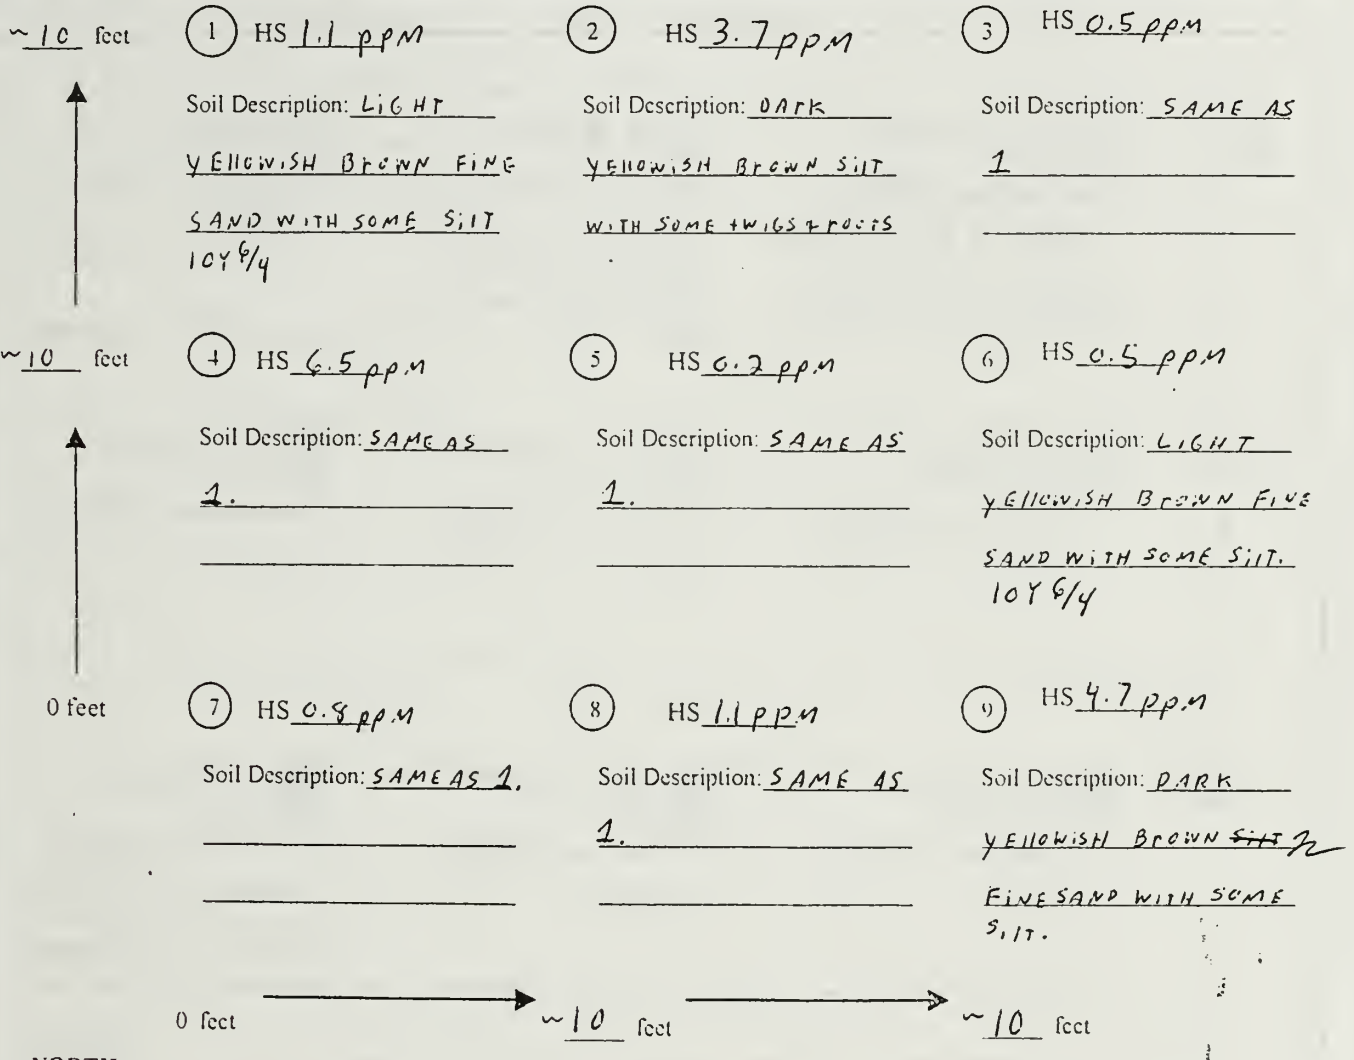 ~10 feet
1 HS 1.1 ppm
Soil Description: LIGHT
YELLOWISH BROWN FINE
SAND WITH SOME SILT
10Y 6/4
2 HS 3.7 ppm
Soil Description: DARK
YELLOWISH BROWN SILT
WITH SOME TWIGS & ROOTS
3 HS 0.5 ppm
Soil Description: SAME AS
1
~10 feet
4 HS 6.5 ppm
Soil Description: SAME AS
1.
5 HS 0.2 ppm
Soil Description: SAME AS
1.
6 HS 0.5 ppm
Soil Description: LIGHT
YELLOWISH BROWN FINE
SAND WITH SOME SILT.
10Y 6/4
0 feet
7 HS 0.8 ppm
Soil Description: SAME AS 1.
8 HS 1.1 ppm
Soil Description: SAME AS
1.
9 HS 4.7 ppm
Soil Description: DARK
YELLOWISH BROWN SILT
FINE SAND WITH SOME
SILT.
0 feet
~10 feet
~10 feet
NORTH